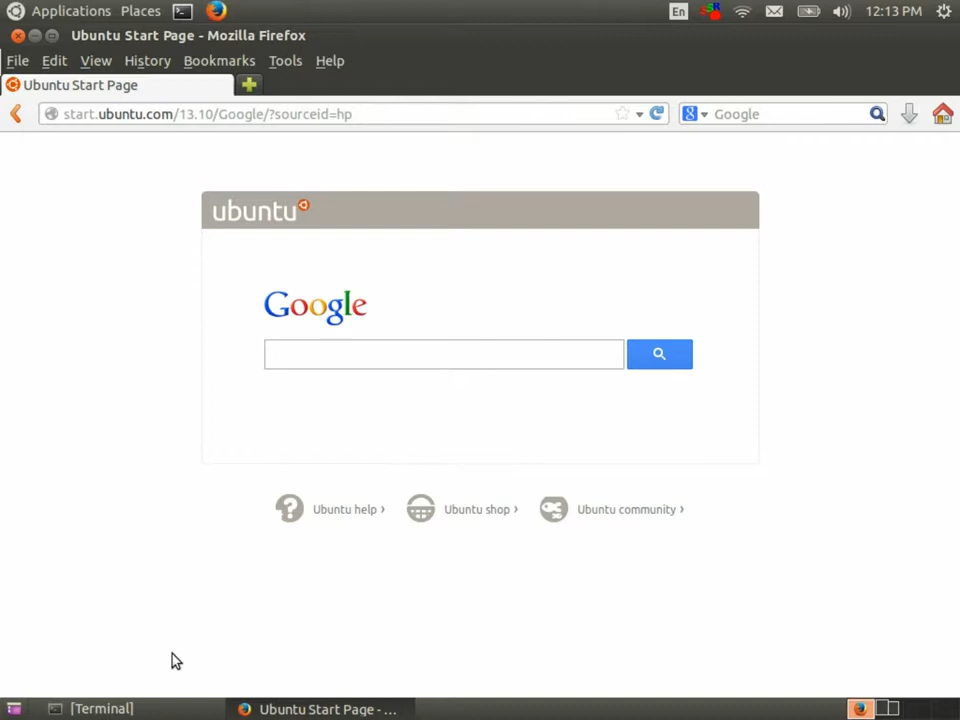 Applications Places En 12:13 PM
Ubuntu Start Page - Mozilla Firefox
File Edit View History Bookmarks Tools Help
Ubuntu Start Page
start.ubuntu.com/13.10/Google/?sourceid=hp Google
ubuntu
Google
Ubuntu help › Ubuntu shop › Ubuntu community ›
[Terminal] Ubuntu Start Page - ...